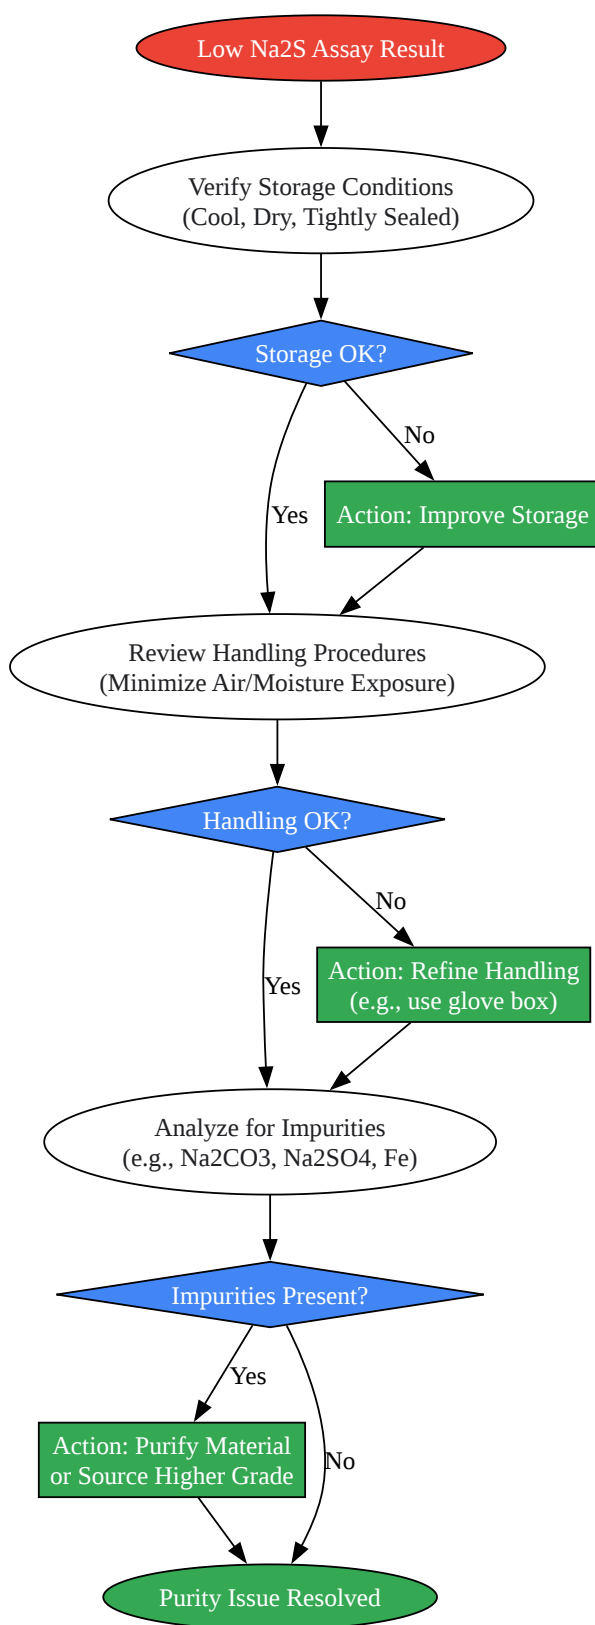 Low Na2S Assay Result
Verify Storage Conditions
(Cool, Dry, Tightly Sealed)
Storage OK?
No
Yes
Action: Improve Storage
Review Handling Procedures
(Minimize Air/Moisture Exposure)
Handling OK?
No
Yes
Action: Refine Handling
(e.g., use glove box)
Analyze for Impurities
(e.g., Na2CO3, Na2SO4, Fe)
Impurities Present?
Yes
No
Action: Purify Material
or Source Higher Grade
Purity Issue Resolved